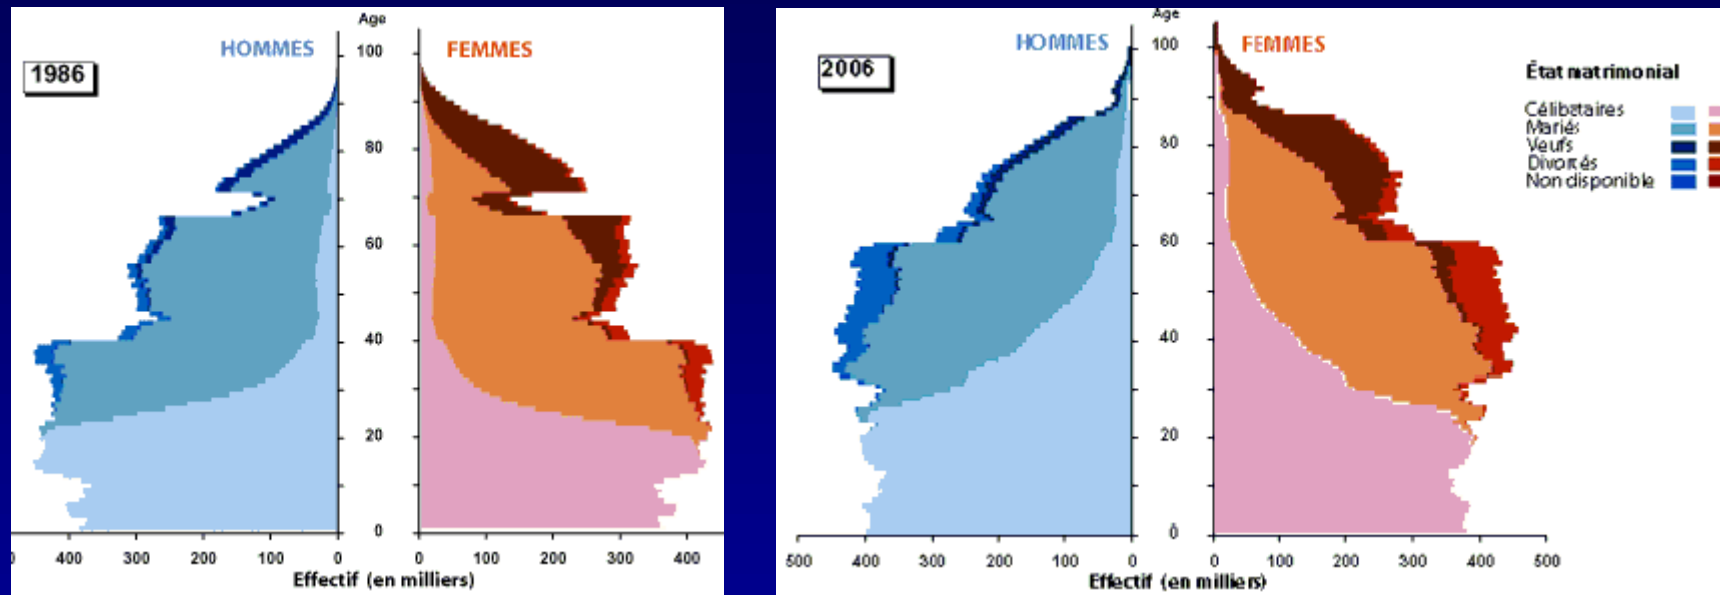 Age
HOMMES
FEMMES
1986
100
80
60
40
20
0
400 300 200 100 0
0 100 200 300 400
Effectif (en milliers)
Age
HOMMES
FEMMES
2006
100
80
60
40
20
0
500 400 300 200 100 0
0 100 200 300 400 500
Effectif (en milliers)
État matrimonial
Célibataires
Mariés
Veufs
Divorcés
Non disponible